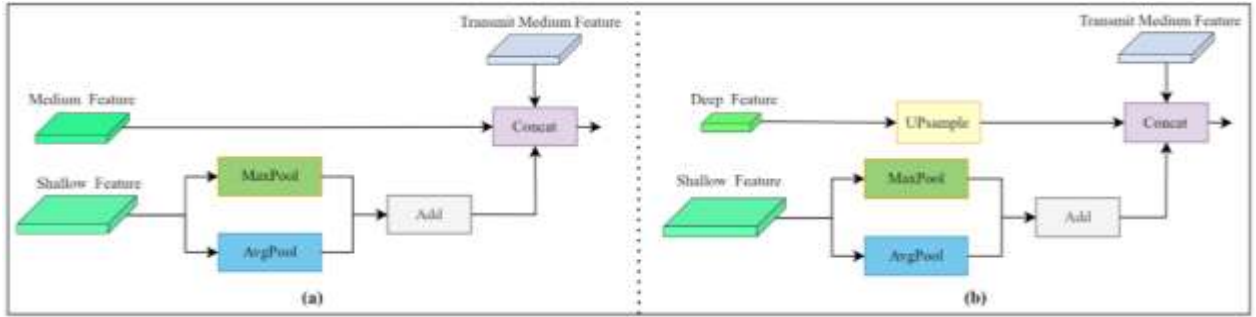 Transmit Medium Feature
Medium Feature
Concat
MaxPool
Shallow Feature
Add
AvgPool
(a)
Transmit Medium Feature
Deep Feature
UPsample
Concat
MaxPool
Shallow Feature
Add
AvgPool
(b)